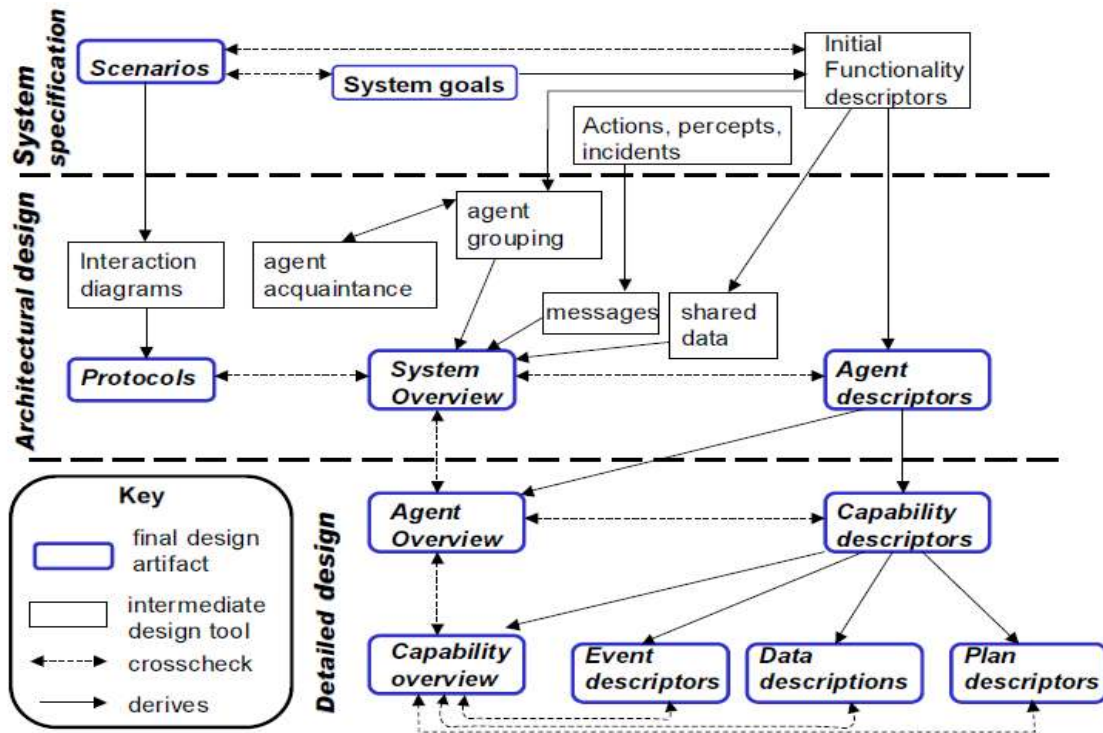 System
specification
Scenarios
System goals
Initial
Functionality
descriptors
Actions, percepts,
incidents
Architectural design
Interaction
diagrams
agent
acquaintance
agent
grouping
messages
shared
data
Protocols
System
Overview
Agent
descriptors
Key
final design
artifact
intermediate
design tool
crosscheck
derives
Detailed design
Agent
Overview
Capability
descriptors
Capability
overview
Event
descriptors
Data
descriptions
Plan
descriptors